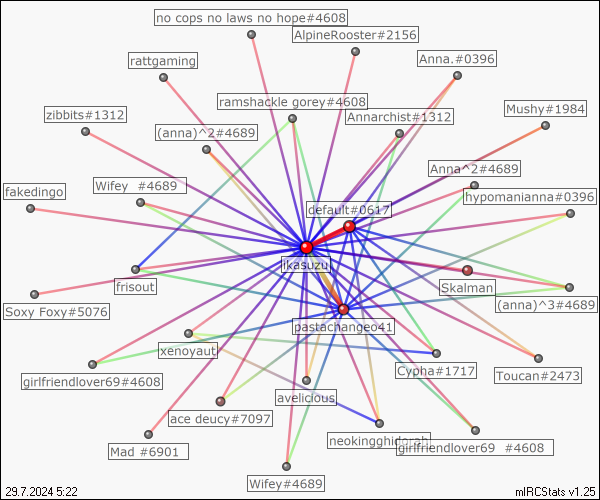 no cops no laws no hope#4608
AlpineRooster#2156
rattgaming
Anna.#0396
ramshackle gorey#4608
zibbits#1312
Annarchist#1312
Mushy#1984
(anna)^2#4689
Anna^2#4689
fakedingo
Wifey #4689
hypomanianna#0396
default#0617
ikasuzu
frisout
Skalman
Soxy Foxy#5076
(anna)^3#4689
pastachangeo41
xenoyaut
Cypha#1717
Toucan#2473
girlfriendlover69#4608
avelicious
ace deucy#7097
neokingghidorah
girlfriendlover69 #4608
Mad #6901
Wifey#4689
29.7.2024 5:22
mIRCStats v1.25